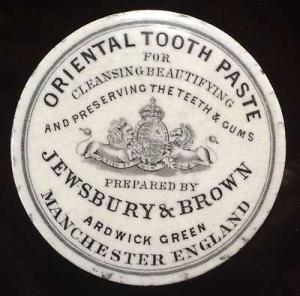 ORIENTAL TOOTH PASTE
FOR
CLEANSING BEAUTIFYING
AND PRESERVING THE TEETH & GUMS
PREPARED BY
JEWSBURY & BROWN
ARDWICK GREEN
MANCHESTER ENGLAND